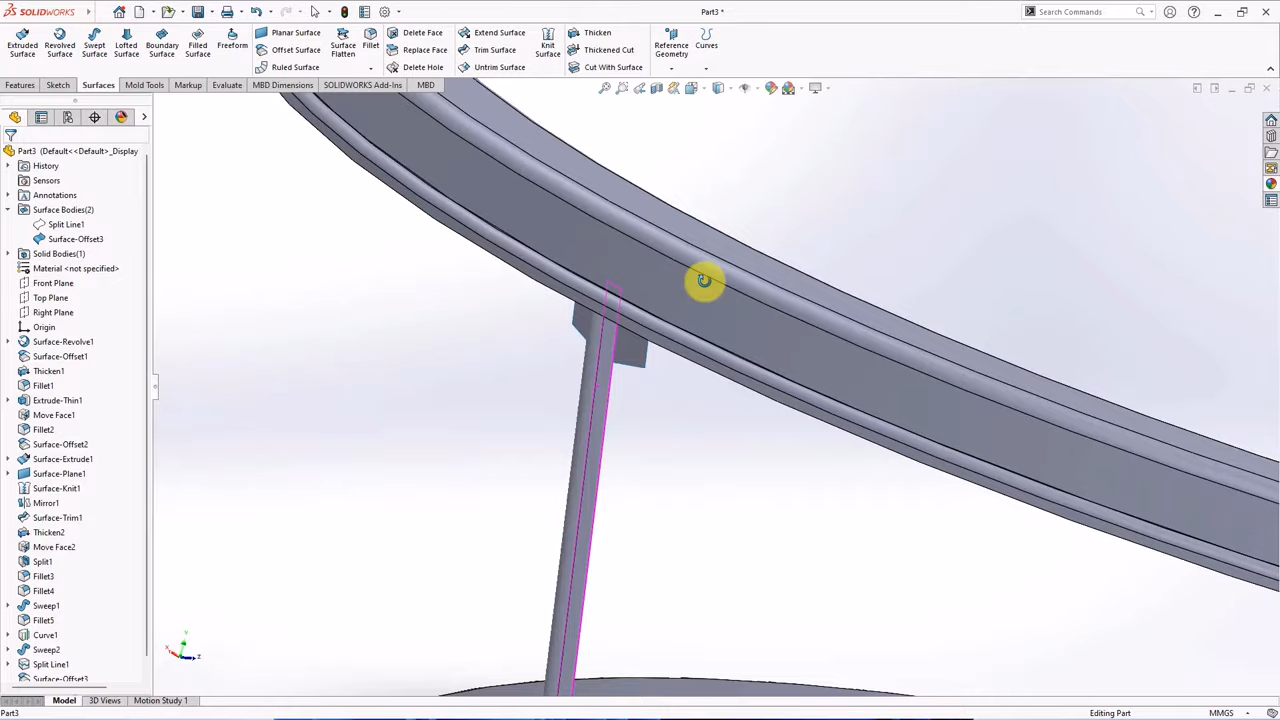 SOLIDWORKS
Part3 *
Search Commands
Extruded Surface
Revolved Surface
Swept Surface
Lofted Surface
Boundary Surface
Filled Surface
Freeform
Planar Surface
Offset Surface
Ruled Surface
Surface Flatten
Fillet
Delete Face
Replace Face
Delete Hole
Extend Surface
Trim Surface
Untrim Surface
Knit Surface
Thicken
Thickened Cut
Cut With Surface
Reference Geometry
Curves
Features
Sketch
Surfaces
Mold Tools
Markup
Evaluate
MBD Dimensions
SOLIDWORKS Add-Ins
MBD
Part3 (Default<<Default>_Display
History
Sensors
Annotations
Surface Bodies(2)
Split Line1
Surface-Offset3
Solid Bodies(1)
Material <not specified>
Front Plane
Top Plane
Right Plane
Origin
Surface-Revolve1
Surface-Offset1
Thicken1
Fillet1
Extrude-Thin1
Move Face1
Fillet2
Surface-Offset2
Surface-Extrude1
Surface-Plane1
Surface-Knit1
Mirror1
Surface-Trim1
Thicken2
Move Face2
Split1
Fillet3
Fillet4
Sweep1
Fillet5
Curve1
Sweep2
Split Line1
Surface-Offset3
Y
X
Z
Model
3D Views
Motion Study 1
Part3
Editing Part
MMGS